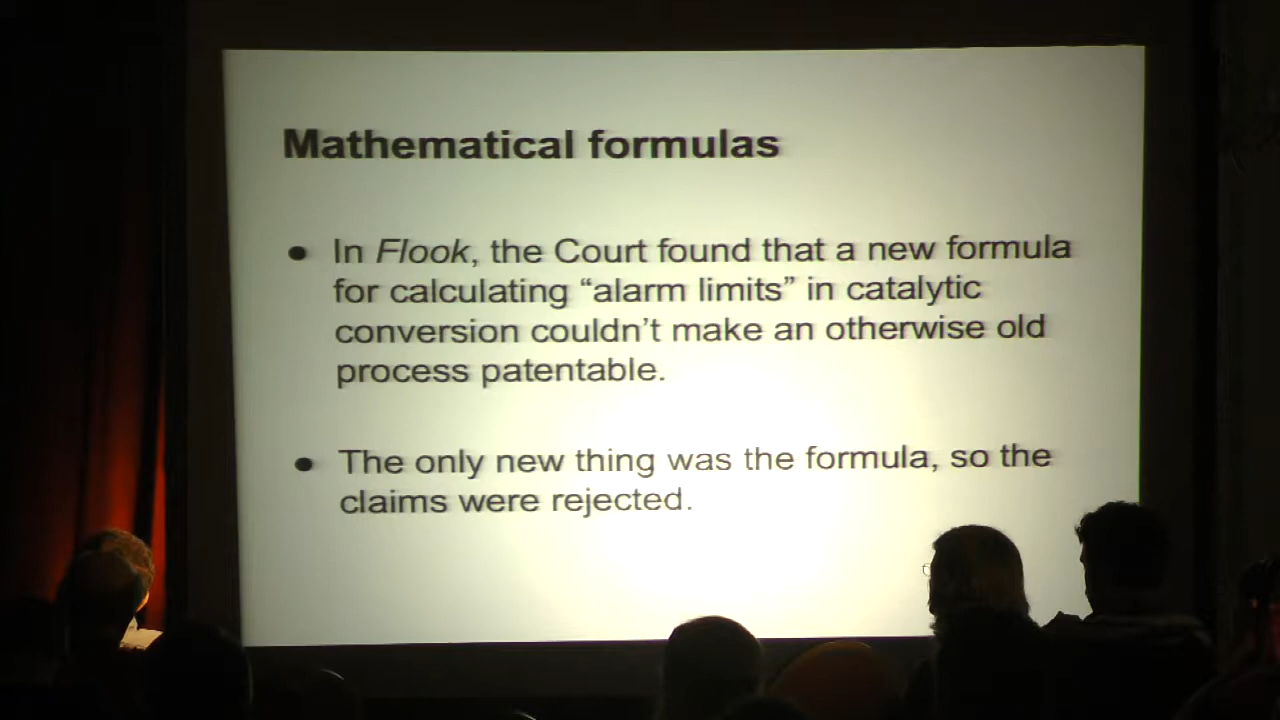 Mathematical formulas
● In Flook, the Court found that a new formula
for calculating “alarm limits” in catalytic
conversion couldn’t make an otherwise old
process patentable.
● The only new thing was the formula, so the
claims were rejected.